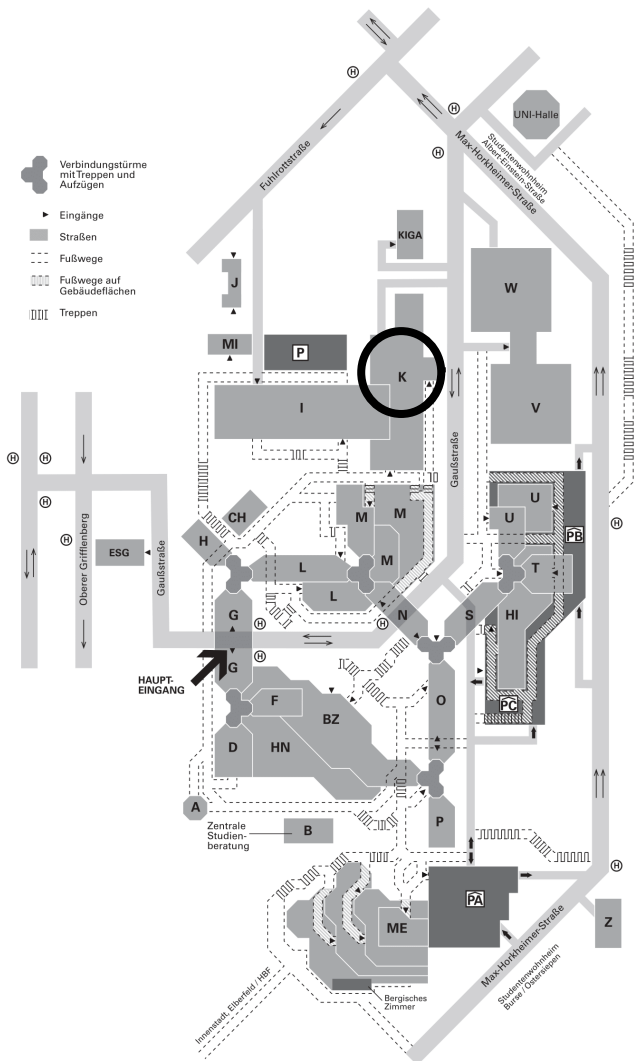 H
H
H
UNI-Halle
Studentenwohnheim
Albert-Einstein-Straße
Max-Horkheimer-Straße
Fuhlrottstraße
Verbindungstürme
mit Treppen und
Aufzügen
Eingänge
Straßen
Fußwege
Fußwege auf
Gebäudeflächen
Treppen
KIGA
J
W
MI
P
K
I
V
Gaußstraße
H
H
H
H
H
Oberer Grifflenberg
ESG
Gaußstraße
CH
H
M
M
M
L
L
U
U
PB
T
N
S
HI
G
H
H
H
G
HAUPT-
EINGANG
F
BZ
O
PC
D
HN
A
Zentrale
Studien-
beratung
B
P
H
PA
ME
Z
Max-Horkheimer-Straße
Studentenwohnheim
Burse / Ostersiepen
Bergisches
Zimmer
Innenstadt, Elberfeld / HBF